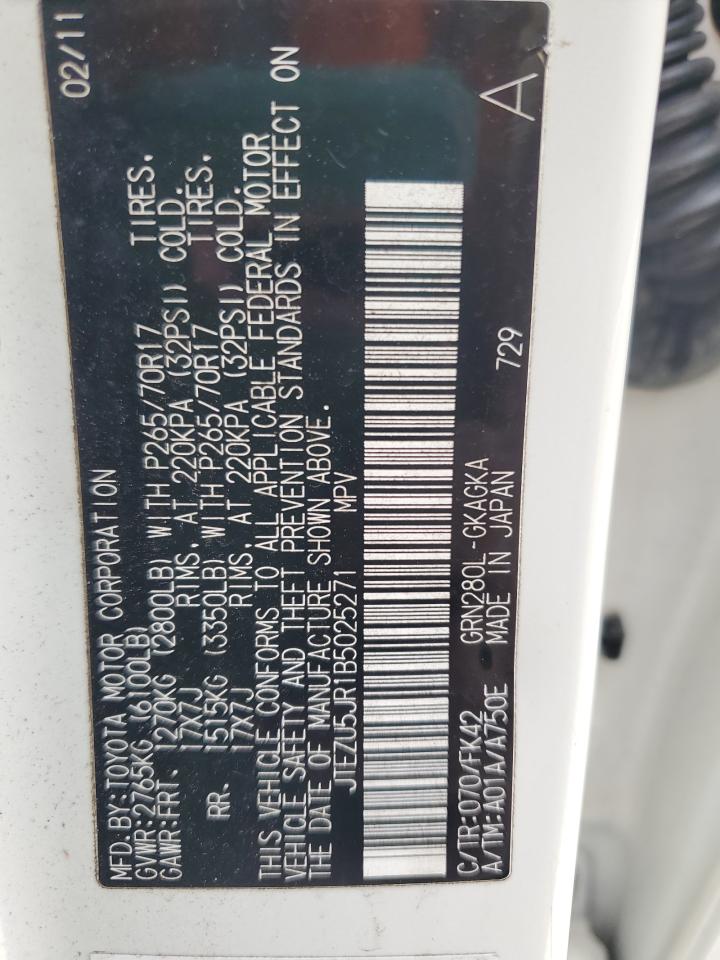 MFD.BY:TOYOTA MOTOR CORPORATION 02/11
GVWR:2765KG (6100LB)
GAWR:FRT. 1270KG (2800LB) WITH P265/70R17 TIRES.
17X7J RIMS, AT 220KPA (32PSI) COLD.
RR. 1515KG (3350LB) WITH P265/70R17 TIRES.
17X7J RIMS, AT 220KPA (32PSI) COLD.
THIS VEHICLE CONFORMS TO ALL APPLICABLE FEDERAL MOTOR
VEHICLE SAFETY AND THEFT PREVENTION STANDARDS IN EFFECT ON
THE DATE OF MANUFACTURE SHOWN ABOVE.
JTEZU5JR1B5025271 MPV
C/TR:070/FK42 GRN280L-GKAGKA 729
A/TM:A01A/A750E MADE IN JAPAN A